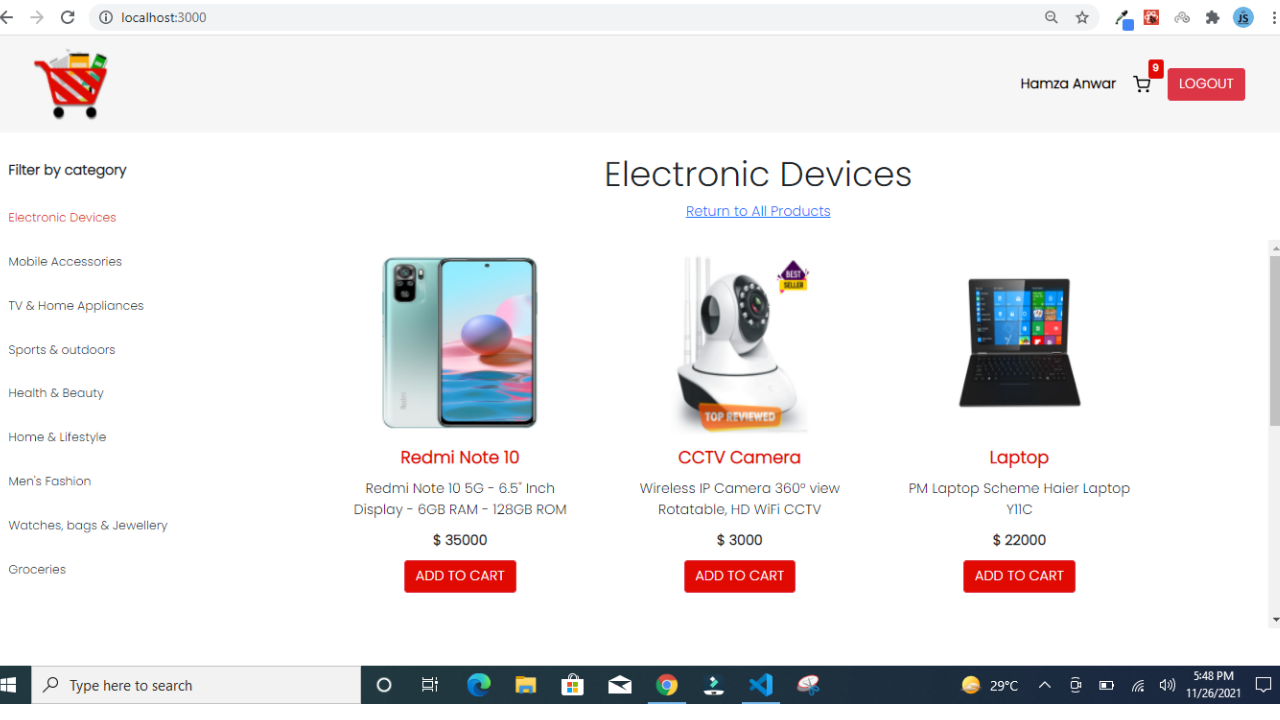 localhost:3000
JS
Hamza Anwar
9
LOGOUT
Filter by category
Electronic Devices
Mobile Accessories
TV & Home Appliances
Sports & outdoors
Health & Beauty
Home & Lifestyle
Men's Fashion
Watches, bags & Jewellery
Groceries
Electronic Devices
Return to All Products
Redmi
BEST
SELLER
TOP REVIEWED
Redmi Note 10
CCTV Camera
Laptop
Redmi Note 10 5G - 6.5" Inch
Display - 6GB RAM - 128GB ROM
Wireless IP Camera 360° view
Rotatable, HD WiFi CCTV
PM Laptop Scheme Haier Laptop
Y11C
$ 35000
$ 3000
$ 22000
ADD TO CART
ADD TO CART
ADD TO CART
Type here to search
29°C
5:48 PM
11/26/2021